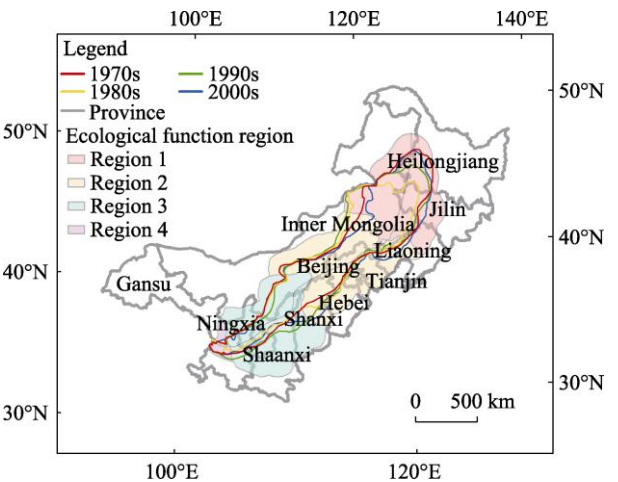 100°E 120°E 140°E
Legend
1970s 1990s
1980s 2000s
Province
Ecological function region
Region 1
Region 2
Region 3
Region 4
50°N
50°N
Heilongjiang
Jilin
Inner Mongolia
40°N
Liaoning
Beijing
40°N
Gansu
Tianjin
Hebei
Ningxia
Shanxi
Shaanxi
30°N
0 500 km
30°N
100°E 120°E